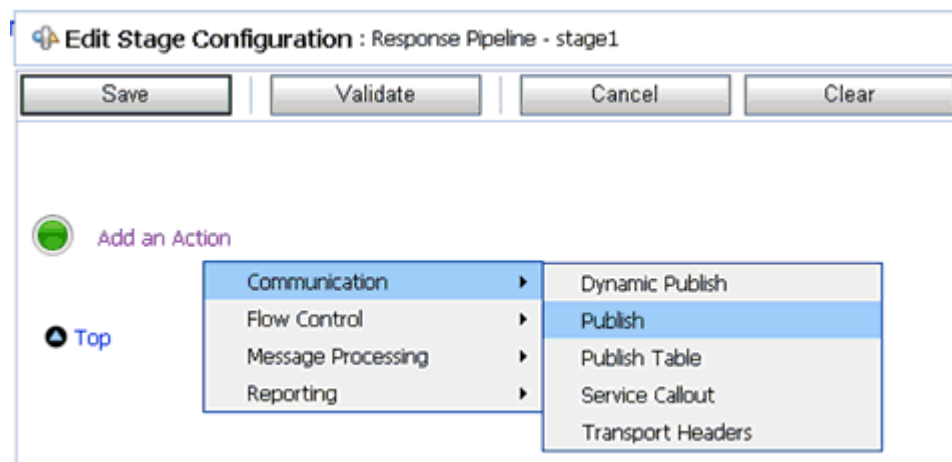 Edit Stage Configuration : Response Pipeline - stage1
Save Validate Cancel Clear
Add an Action
Communication
Flow Control
Message Processing
Reporting
Dynamic Publish
Publish
Publish Table
Service Callout
Transport Headers
Top